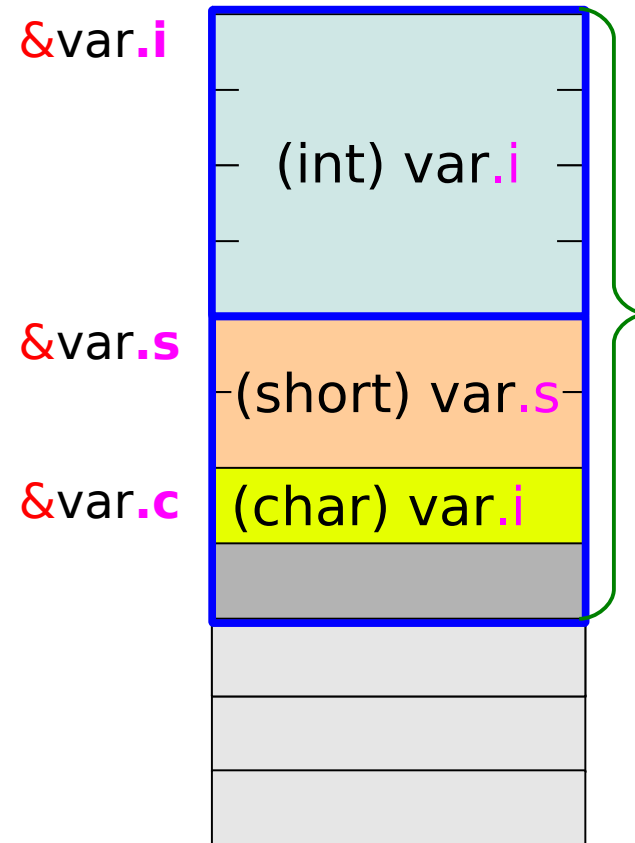 &var.i
(int) var.i
&var.s
(short) var.s
&var.c
(char) var.i